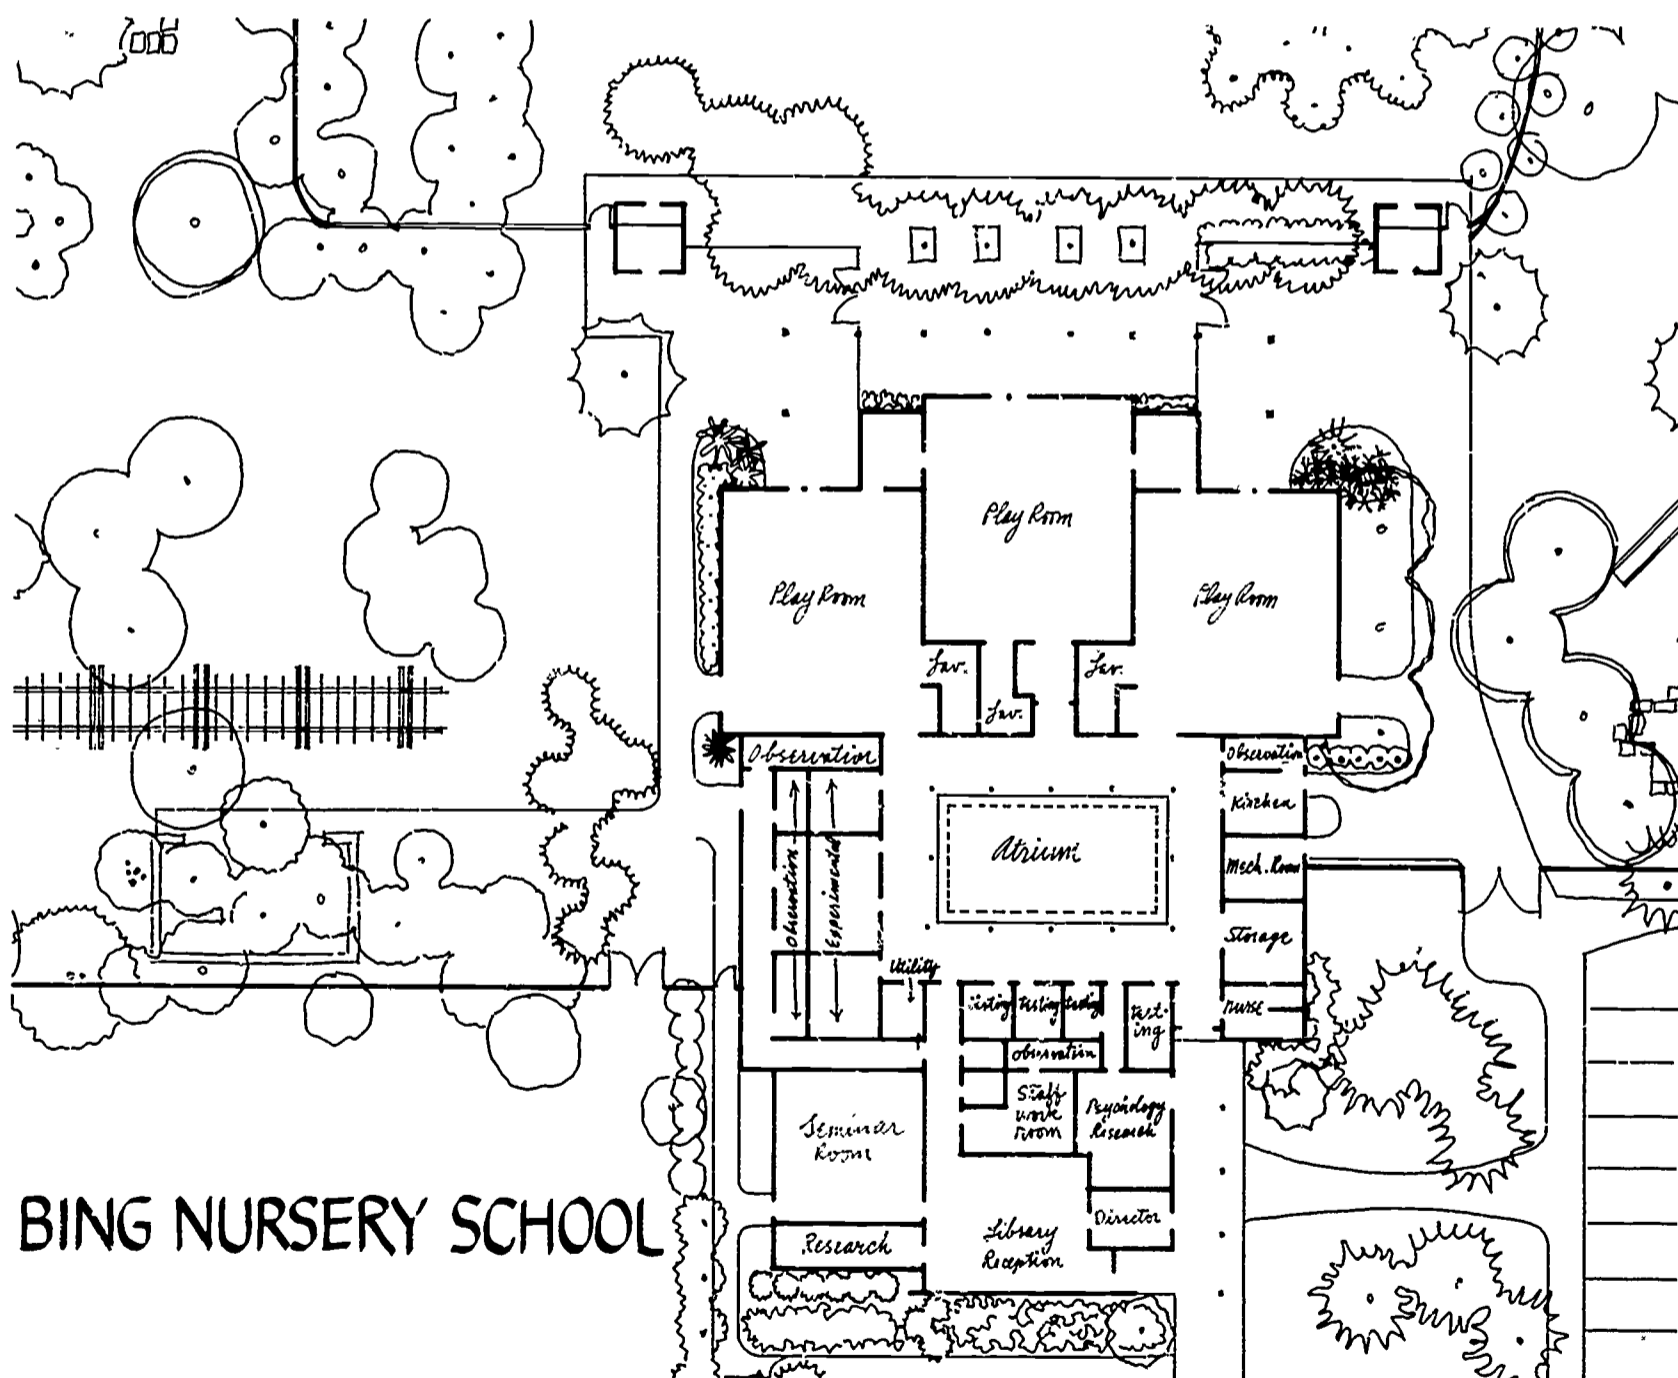 Play Room
Play Room
Play Room
Lav.
Lav.
Lav.
Observation
Observation
Kitchen
Atrium
Observation
Experimental
Mech. Room
Storage
Utility
Testing
Testing
Testing
Test-
ing
Nurse
Observation
Staff
Work
Room
Psychology
Research
Seminar
Room
BING NURSERY SCHOOL
Director
Library
Reception
Research